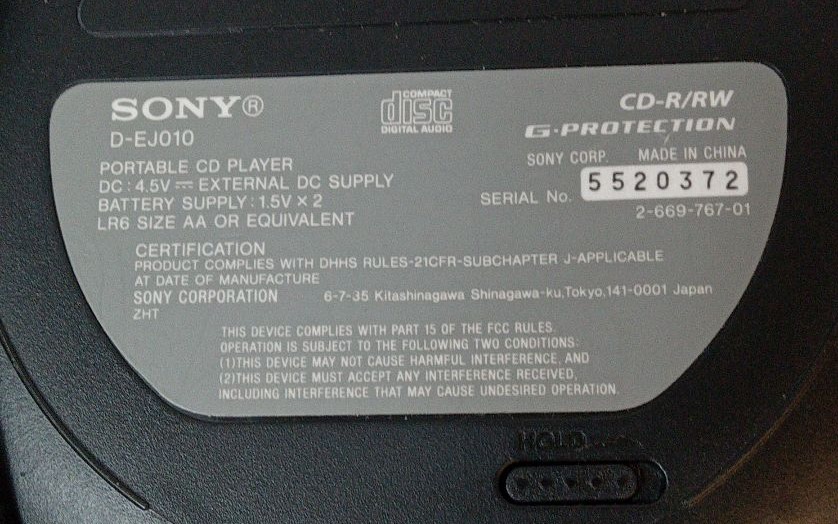 SONY®
D-EJ010
PORTABLE CD PLAYER
DC : 4.5V ⎓ EXTERNAL DC SUPPLY
BATTERY SUPPLY : 1.5V × 2
LR6 SIZE AA OR EQUIVALENT
COMPACT
disc
DIGITAL AUDIO
CD-R/RW
G-PROTECTION
SONY CORP. MADE IN CHINA
SERIAL No. 5520372
2-669-767-01
CERTIFICATION
PRODUCT COMPLIES WITH DHHS RULES-21CFR-SUBCHAPTER J-APPLICABLE
AT DATE OF MANUFACTURE
SONY CORPORATION 6-7-35 Kitashinagawa Shinagawa-ku,Tokyo,141-0001 Japan
ZHT
THIS DEVICE COMPLIES WITH PART 15 OF THE FCC RULES.
OPERATION IS SUBJECT TO THE FOLLOWING TWO CONDITIONS:
(1)THIS DEVICE MAY NOT CAUSE HARMFUL INTERFERENCE, AND
(2)THIS DEVICE MUST ACCEPT ANY INTERFERENCE RECEIVED,
INCLUDING INTERFERENCE THAT MAY CAUSE UNDESIRED OPERATION.
HOLD